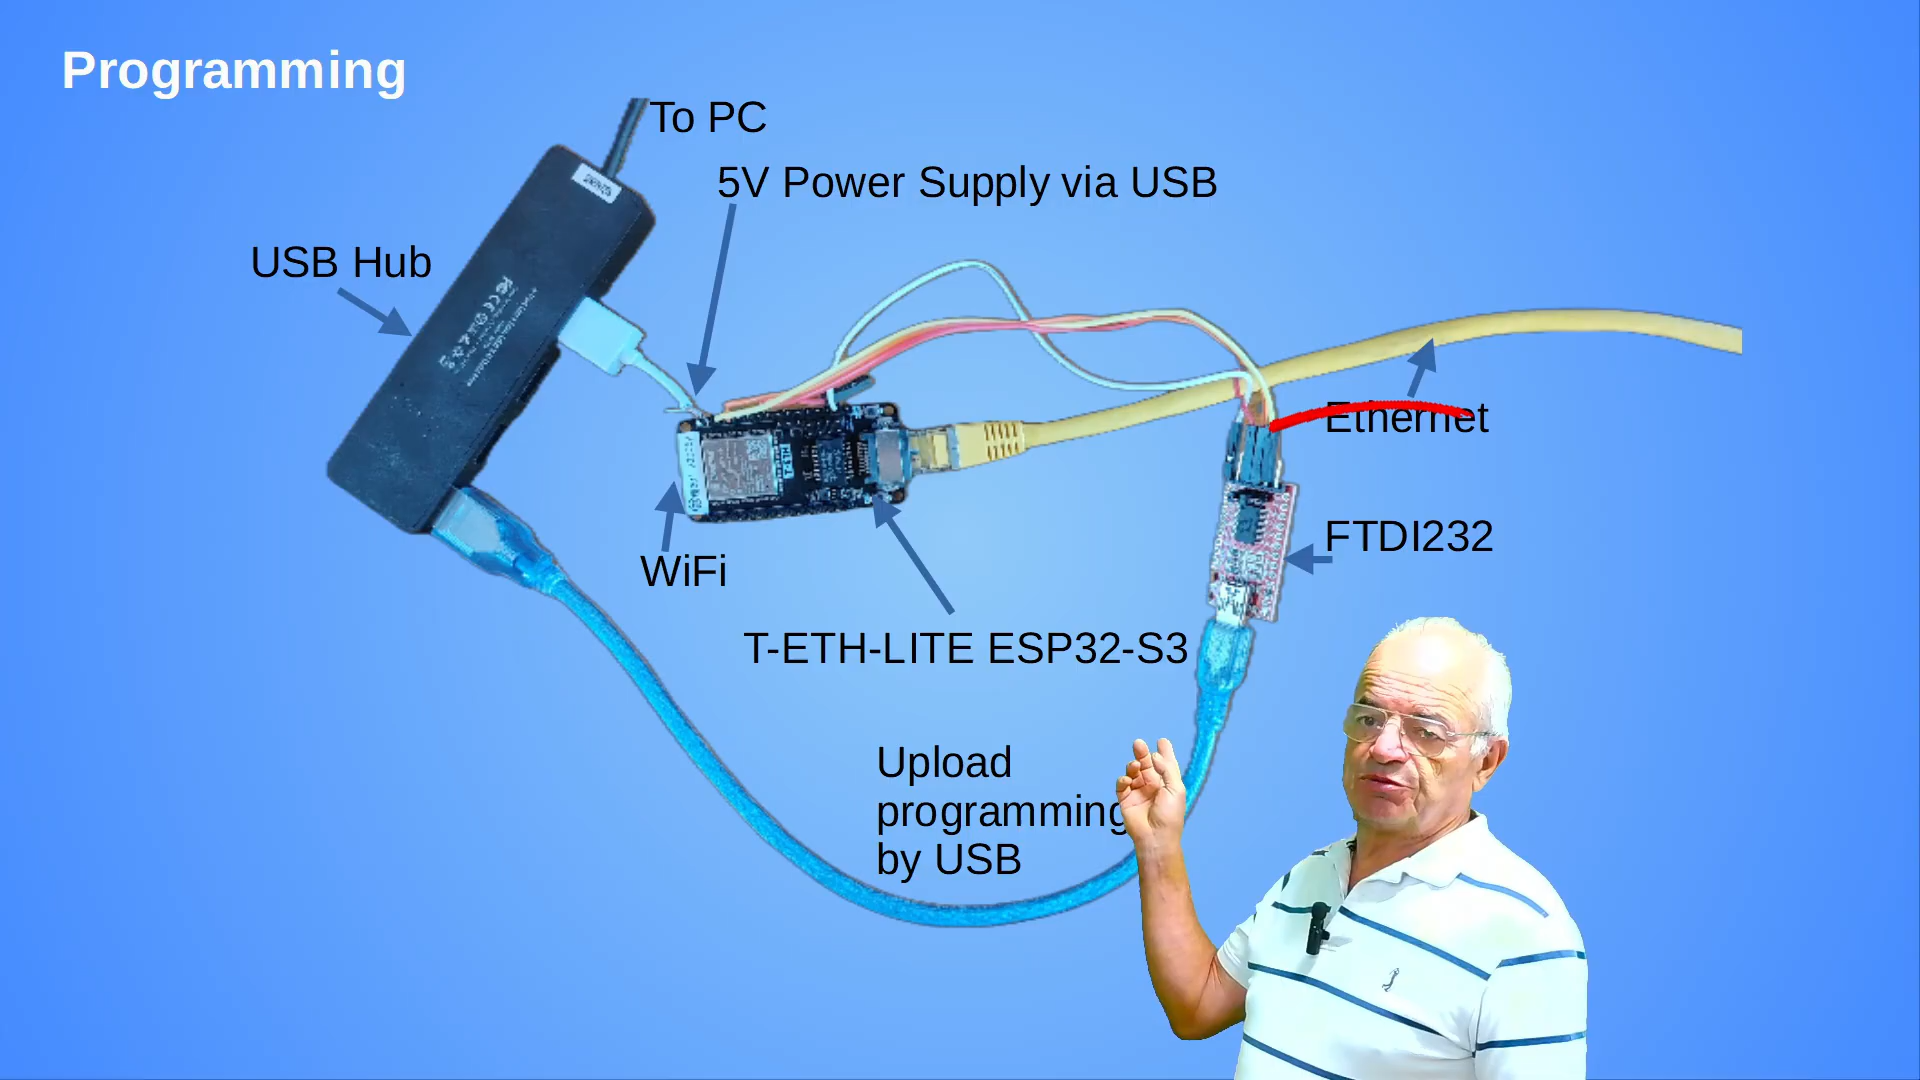 Programming
To PC
5V Power Supply via USB
USB Hub
Ethernet
FTDI232
WiFi
T-ETH-LITE ESP32-S3
Upload
programming
by USB